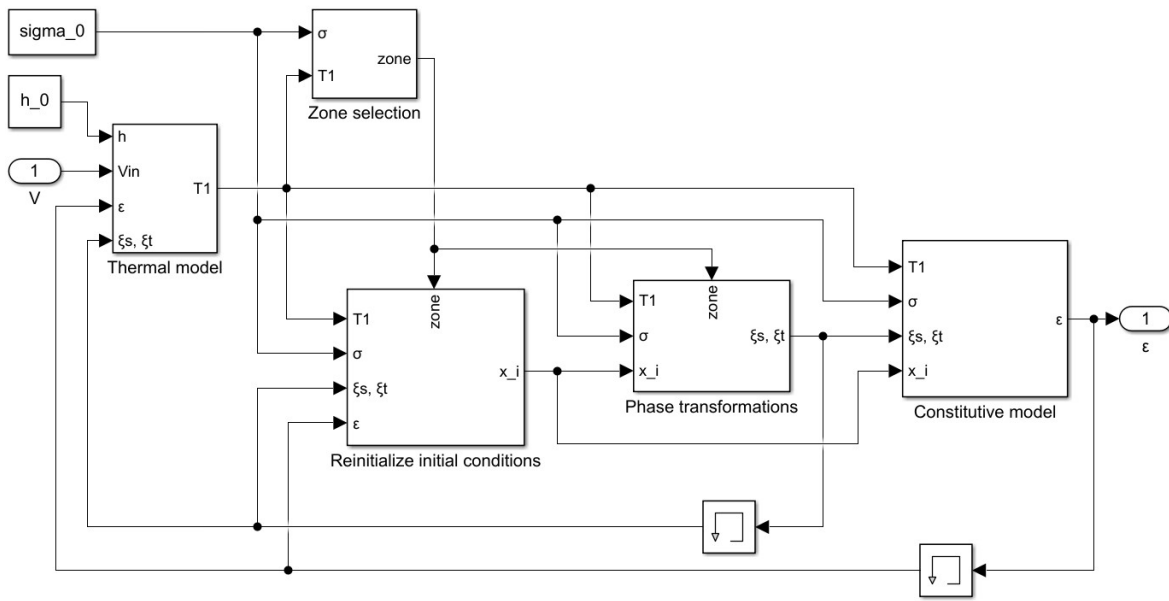 sigma_0
σ
zone
T1
Zone selection
h_0
h
1
V
Vin
T1
ε
ξs, ξt
Thermal model
zone
T1
σ
ξs, ξt
ε
x_i
Reinitialize initial conditions
zone
T1
σ
x_i
ξs, ξt
Phase transformations
T1
σ
ξs, ξt
x_i
ε
Constitutive model
1
ε